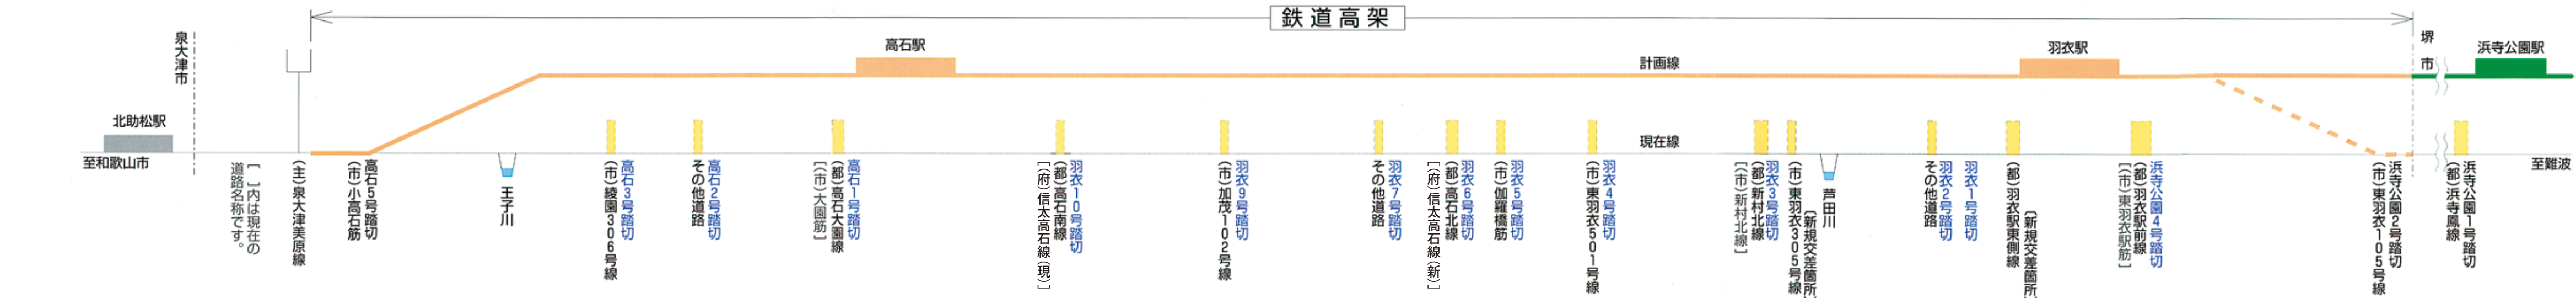 鉄道高架
泉大津市
高石駅
羽衣駅
堺市
浜寺公園駅
計画線
北助松駅
現在線
至和歌山市
至難波
[ ]内は現在の
道路名称です。
(主)泉大津美原線
高石5号踏切
(市)小高石筋
王子川
高石3号踏切
(市)綾園306号線
高石2号踏切
その他道路
高石1号踏切
(都)高石大園線
[(市)大園筋]
羽衣10号踏切
(都)高石南線
[(府)信太高石線(現)]
羽衣9号踏切
(市)加茂102号線
羽衣7号踏切
その他道路
羽衣6号踏切
(都)高石北線
[(府)信太高石線(新)]
羽衣5号踏切
(市)伽羅橋筋
羽衣4号踏切
(市)東羽衣501号線
羽衣3号踏切
(都)新村北線
[(市)新村北線]
(市)東羽衣305号線
[新規交差箇所]
芦田川
羽衣2号踏切
その他道路
羽衣1号踏切
(都)羽衣駅東側線
[新規交差箇所]
浜寺公園4号踏切
(都)羽衣駅前線
[(市)東羽衣駅筋]
浜寺公園2号踏切
(市)東羽衣105号線
浜寺公園1号踏切
(都)浜寺鳳線